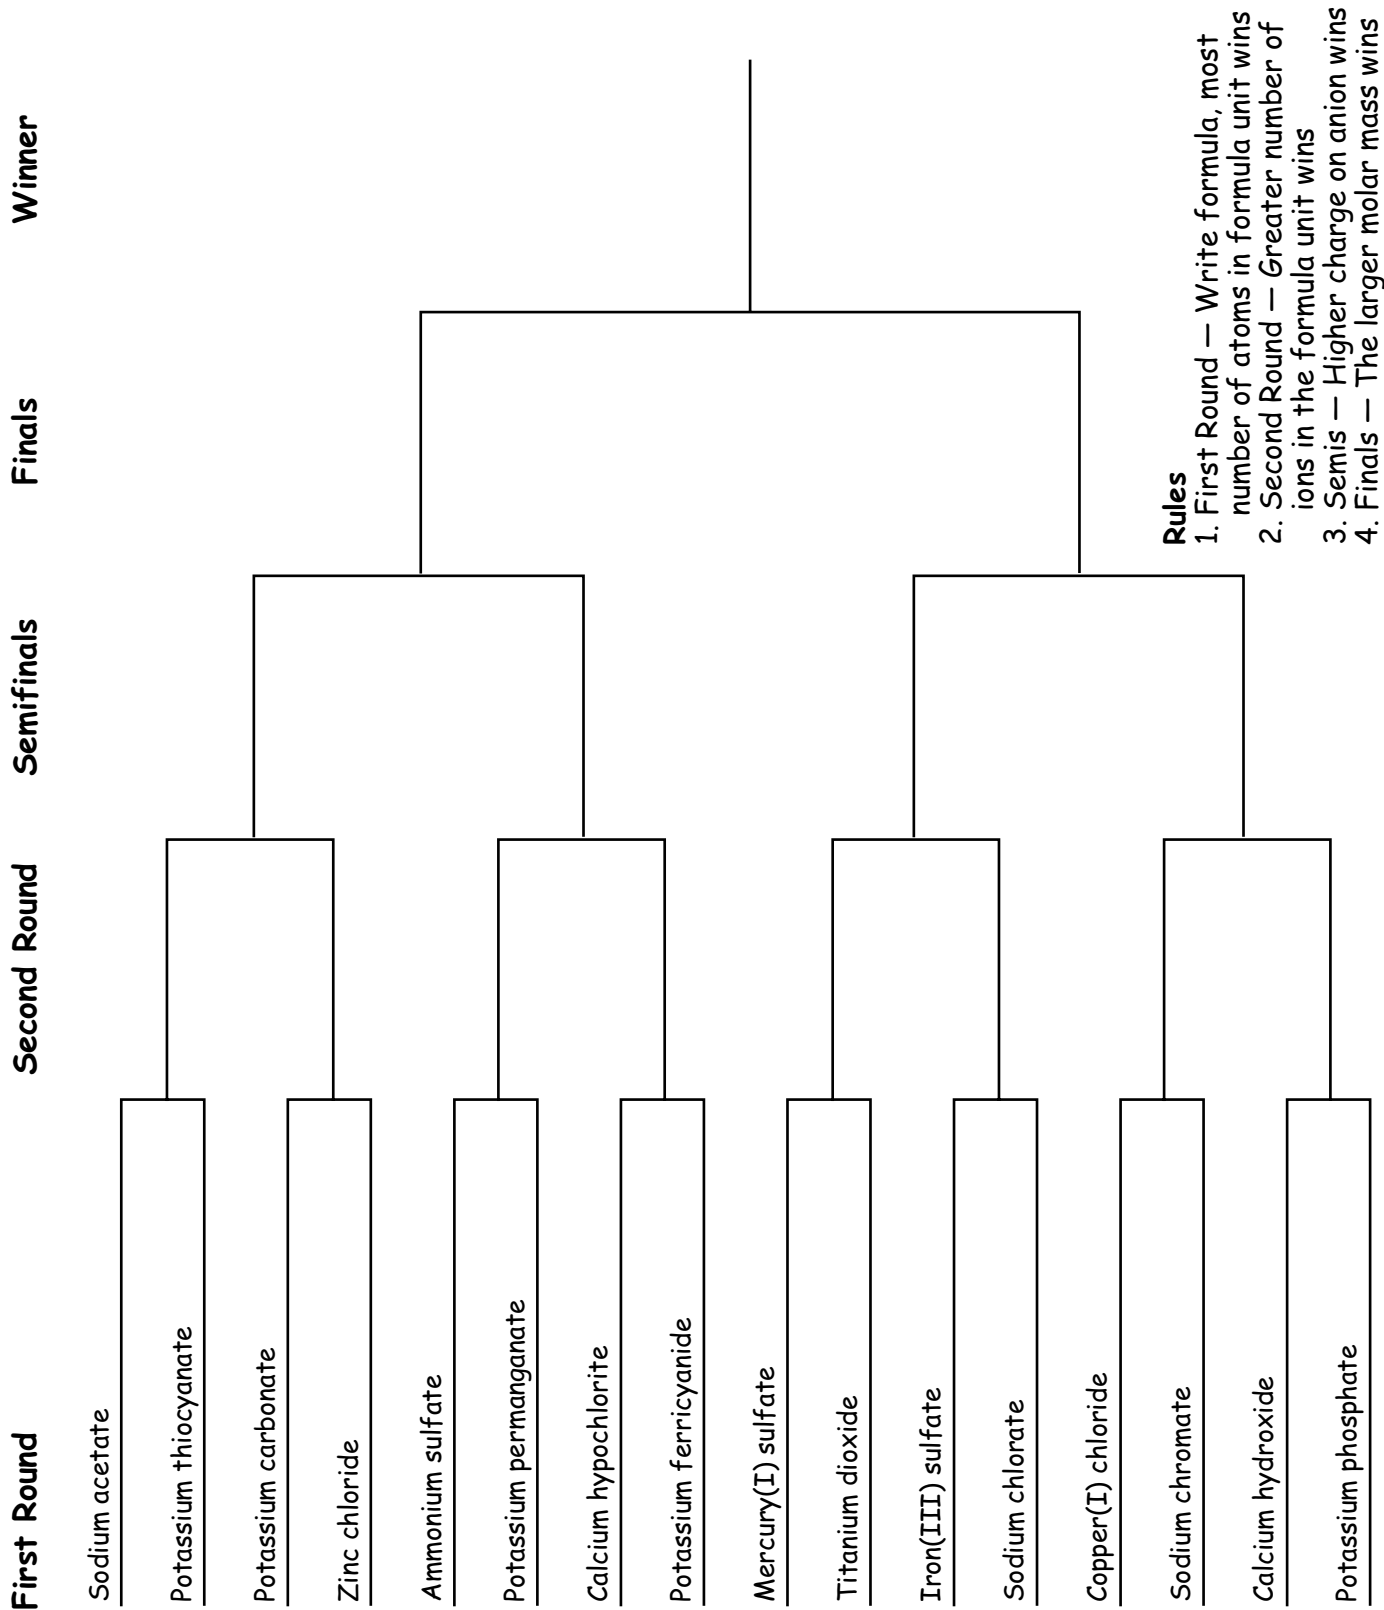 First Round
Second Round
Semifinals
Finals
Winner
Sodium acetate
Potassium thiocyanate
Potassium carbonate
Zinc chloride
Ammonium sulfate
Potassium permanganate
Calcium hypochlorite
Potassium ferricyanide
Mercury(I) sulfate
Titanium dioxide
Iron(III) sulfate
Sodium chlorate
Copper(I) chloride
Sodium chromate
Calcium hydroxide
Potassium phosphate
Rules
1. First Round — Write formula, most
number of atoms in formula unit wins
2. Second Round — Greater number of
ions in the formula unit wins
3. Semis — Higher charge on anion wins
4. Finals — The larger molar mass wins